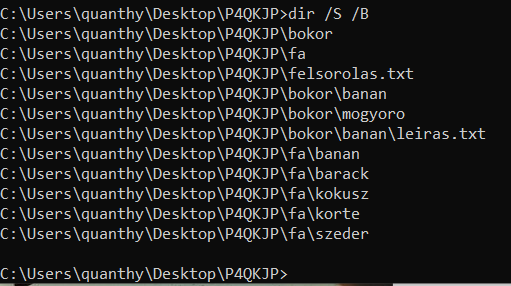 C:\Users\quanthy\Desktop\P4QKJP>dir /S /B
C:\Users\quanthy\Desktop\P4QKJP\bokor
C:\Users\quanthy\Desktop\P4QKJP\fa
C:\Users\quanthy\Desktop\P4QKJP\felsorolas.txt
C:\Users\quanthy\Desktop\P4QKJP\bokor\banan
C:\Users\quanthy\Desktop\P4QKJP\bokor\mogyoro
C:\Users\quanthy\Desktop\P4QKJP\bokor\banan\leiras.txt
C:\Users\quanthy\Desktop\P4QKJP\fa\banan
C:\Users\quanthy\Desktop\P4QKJP\fa\barack
C:\Users\quanthy\Desktop\P4QKJP\fa\kokusz
C:\Users\quanthy\Desktop\P4QKJP\fa\korte
C:\Users\quanthy\Desktop\P4QKJP\fa\szeder
C:\Users\quanthy\Desktop\P4QKJP>